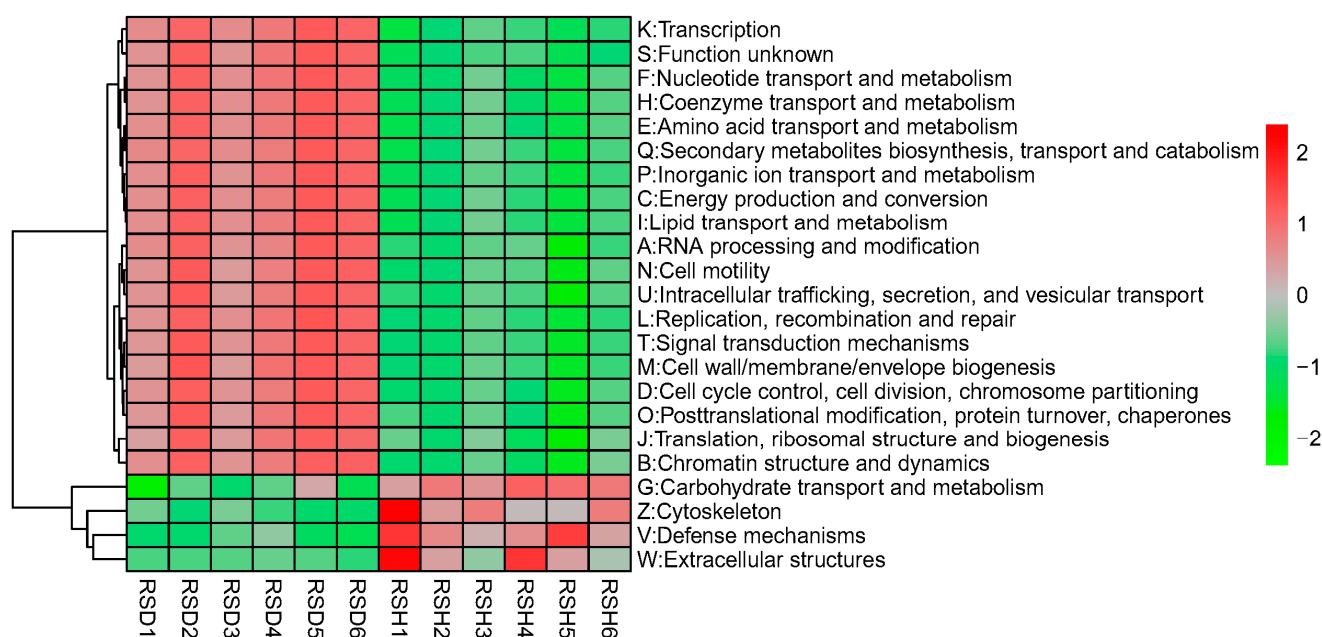 K:Transcription
S:Function unknown
F:Nucleotide transport and metabolism
H:Coenzyme transport and metabolism
E:Amino acid transport and metabolism
Q:Secondary metabolites biosynthesis, transport and catabolism
P:Inorganic ion transport and metabolism
C:Energy production and conversion
I:Lipid transport and metabolism
A:RNA processing and modification
N:Cell motility
U:Intracellular trafficking, secretion, and vesicular transport
L:Replication, recombination and repair
T:Signal transduction mechanisms
M:Cell wall/membrane/envelope biogenesis
D:Cell cycle control, cell division, chromosome partitioning
O:Posttranslational modification, protein turnover, chaperones
J:Translation, ribosomal structure and biogenesis
B:Chromatin structure and dynamics
G:Carbohydrate transport and metabolism
Z:Cytoskeleton
V:Defense mechanisms
W:Extracellular structures
RSD1
RSD2
RSD3
RSD4
RSD5
RSD6
RSH1
RSH2
RSH3
RSH4
RSH5
RSH6
2
1
0
−1
−2